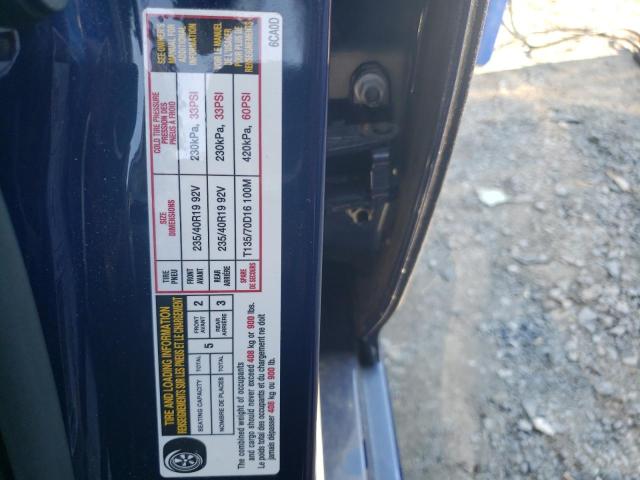 TIRE AND LOADING INFORMATION
RENSEIGNEMENTS SUR LES PNEUS ET LE CHARGEMENT
SEATING CAPACITY TOTAL 5 FRONT AVANT 2
NOMBRE DE PLACES TOTAL REAR ARRIÈRE 3
The combined weight of occupants
and cargo should never exceed 408 kg or 900 lbs.
Le poids total des occupants et du chargement ne doit
jamais dépasser 408 kg ou 900 lb.
TIRE PNEU SIZE DIMENSIONS COLD TIRE PRESSURE PRESSION DES PNEUS À FROID
FRONT AVANT 235/40R19 92V 230kPa, 33PSI
REAR ARRIÈRE 235/40R19 92V 230kPa, 33PSI
SPARE DE SECOURS T135/70D16 100M 420kPa, 60PSI
SEE OWNER'S
MANUAL FOR
ADDITIONAL
INFORMATION
VOIR LE MANUEL
DE L'USAGER
POUR PLUS DE
RENSEIGNEMENTS
6CA0D